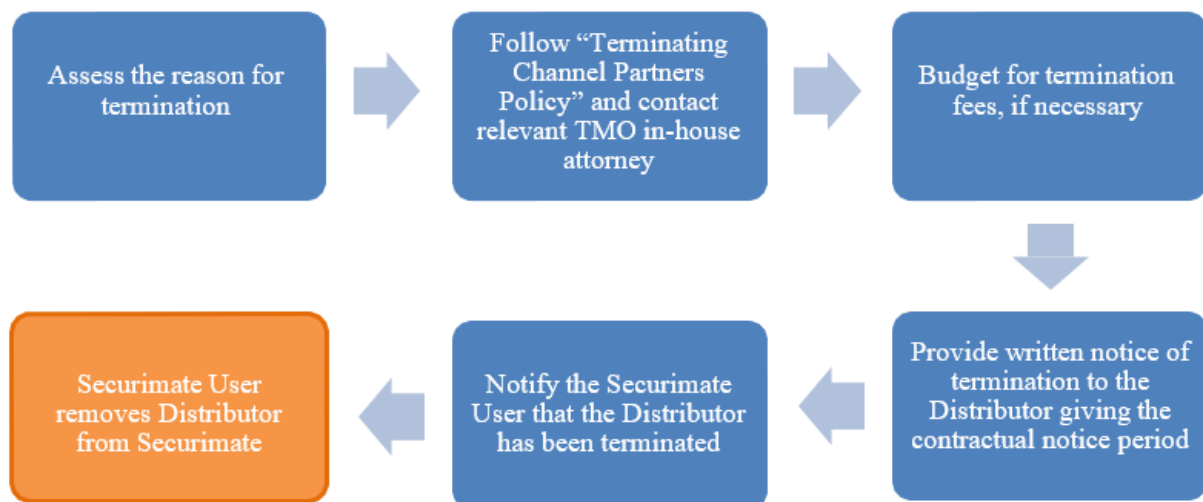 Assess the reason for
termination
Follow “Terminating
Channel Partners
Policy” and contact
relevant TMO in-house
attorney
Budget for termination
fees, if necessary
Provide written notice of
termination to the
Distributor giving the
contractual notice period
Notify the Securimate
User that the Distributor
has been terminated
Securimate User
removes Distributor
from Securimate